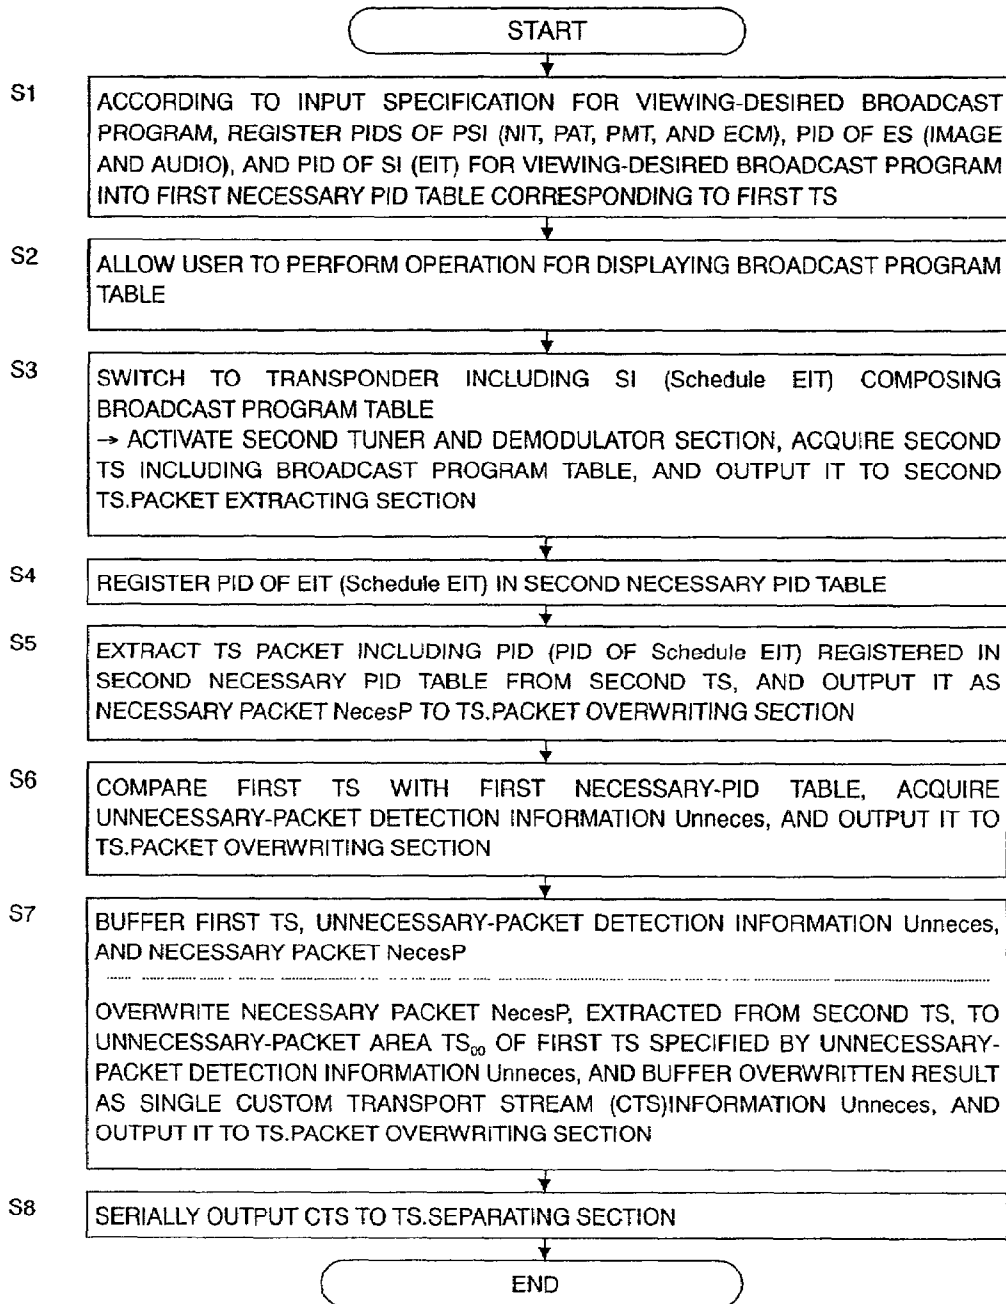 START
S1
ACCORDING TO INPUT SPECIFICATION FOR VIEWING-DESIRED BROADCAST
PROGRAM, REGISTER PIDS OF PSI (NIT, PAT, PMT, AND ECM), PID OF ES (IMAGE
AND AUDIO), AND PID OF SI (EIT) FOR VIEWING-DESIRED BROADCAST PROGRAM
INTO FIRST NECESSARY PID TABLE CORRESPONDING TO FIRST TS
S2
ALLOW USER TO PERFORM OPERATION FOR DISPLAYING BROADCAST PROGRAM
TABLE
S3
SWITCH TO TRANSPONDER INCLUDING SI (Schedule EIT) COMPOSING
BROADCAST PROGRAM TABLE
→ ACTIVATE SECOND TUNER AND DEMODULATOR SECTION, ACQUIRE SECOND
TS INCLUDING BROADCAST PROGRAM TABLE, AND OUTPUT IT TO SECOND
TS.PACKET EXTRACTING SECTION
S4
REGISTER PID OF EIT (Schedule EIT) IN SECOND NECESSARY PID TABLE
S5
EXTRACT TS PACKET INCLUDING PID (PID OF Schedule EIT) REGISTERED IN
SECOND NECESSARY PID TABLE FROM SECOND TS, AND OUTPUT IT AS
NECESSARY PACKET NecesP TO TS.PACKET OVERWRITING SECTION
S6
COMPARE FIRST TS WITH FIRST NECESSARY-PID TABLE, ACQUIRE
UNNECESSARY-PACKET DETECTION INFORMATION Unneces, AND OUTPUT IT TO
TS.PACKET OVERWRITING SECTION
S7
BUFFER FIRST TS, UNNECESSARY-PACKET DETECTION INFORMATION Unneces,
AND NECESSARY PACKET NecesP
OVERWRITE NECESSARY PACKET NecesP, EXTRACTED FROM SECOND TS, TO
UNNECESSARY-PACKET AREA TS₀₀ OF FIRST TS SPECIFIED BY UNNECESSARY-
PACKET DETECTION INFORMATION Unneces, AND BUFFER OVERWRITTEN RESULT
AS SINGLE CUSTOM TRANSPORT STREAM (CTS)INFORMATION Unneces, AND
OUTPUT IT TO TS.PACKET OVERWRITING SECTION
S8
SERIALLY OUTPUT CTS TO TS.SEPARATING SECTION
END